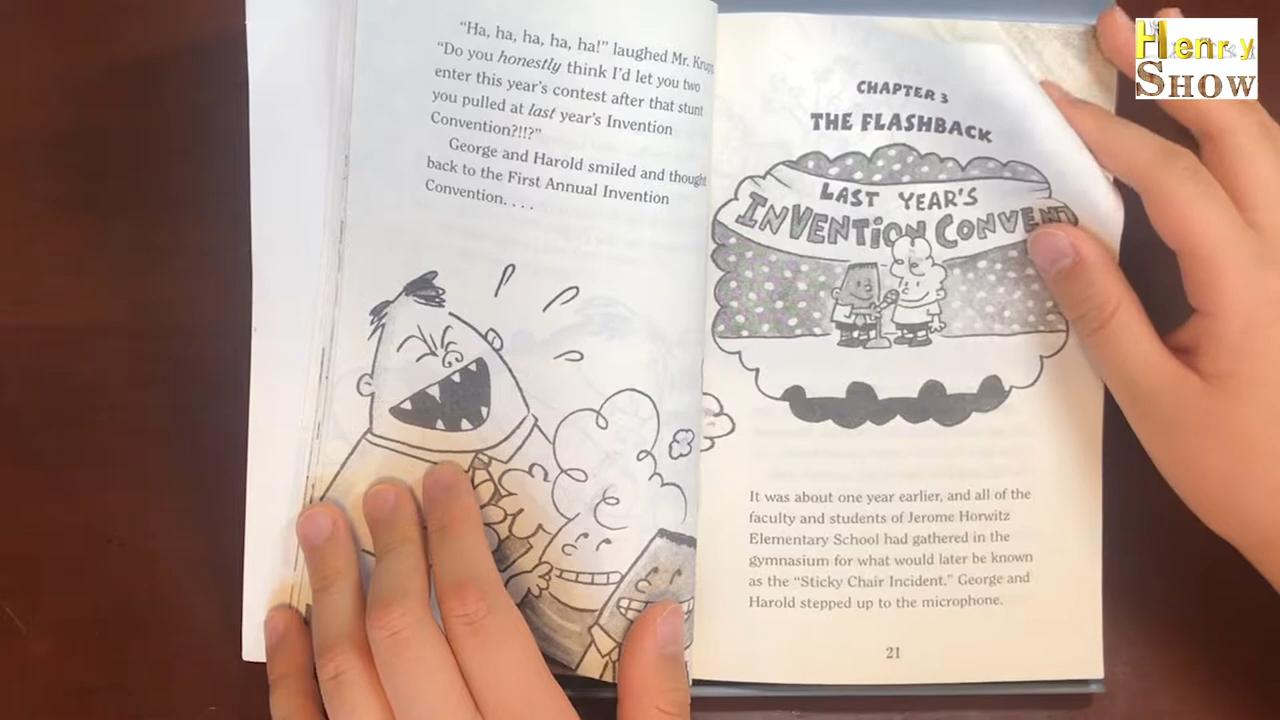 "Ha, ha, ha, ha, ha!" laughed Mr. Krupp.
"Do you honestly think I'd let you two
enter this year's contest after that stunt
you pulled at last year's Invention
Convention?!!?"
George and Harold smiled and thought
back to the First Annual Invention
Convention. . . .
CHAPTER 3
THE FLASHBACK
LAST YEAR'S
INVENTION CONVENT
It was about one year earlier, and all of the
faculty and students of Jerome Horwitz
Elementary School had gathered in the
gymnasium for what would later be known
as the "Sticky Chair Incident." George and
Harold stepped up to the microphone.
21
Henry
SHOW